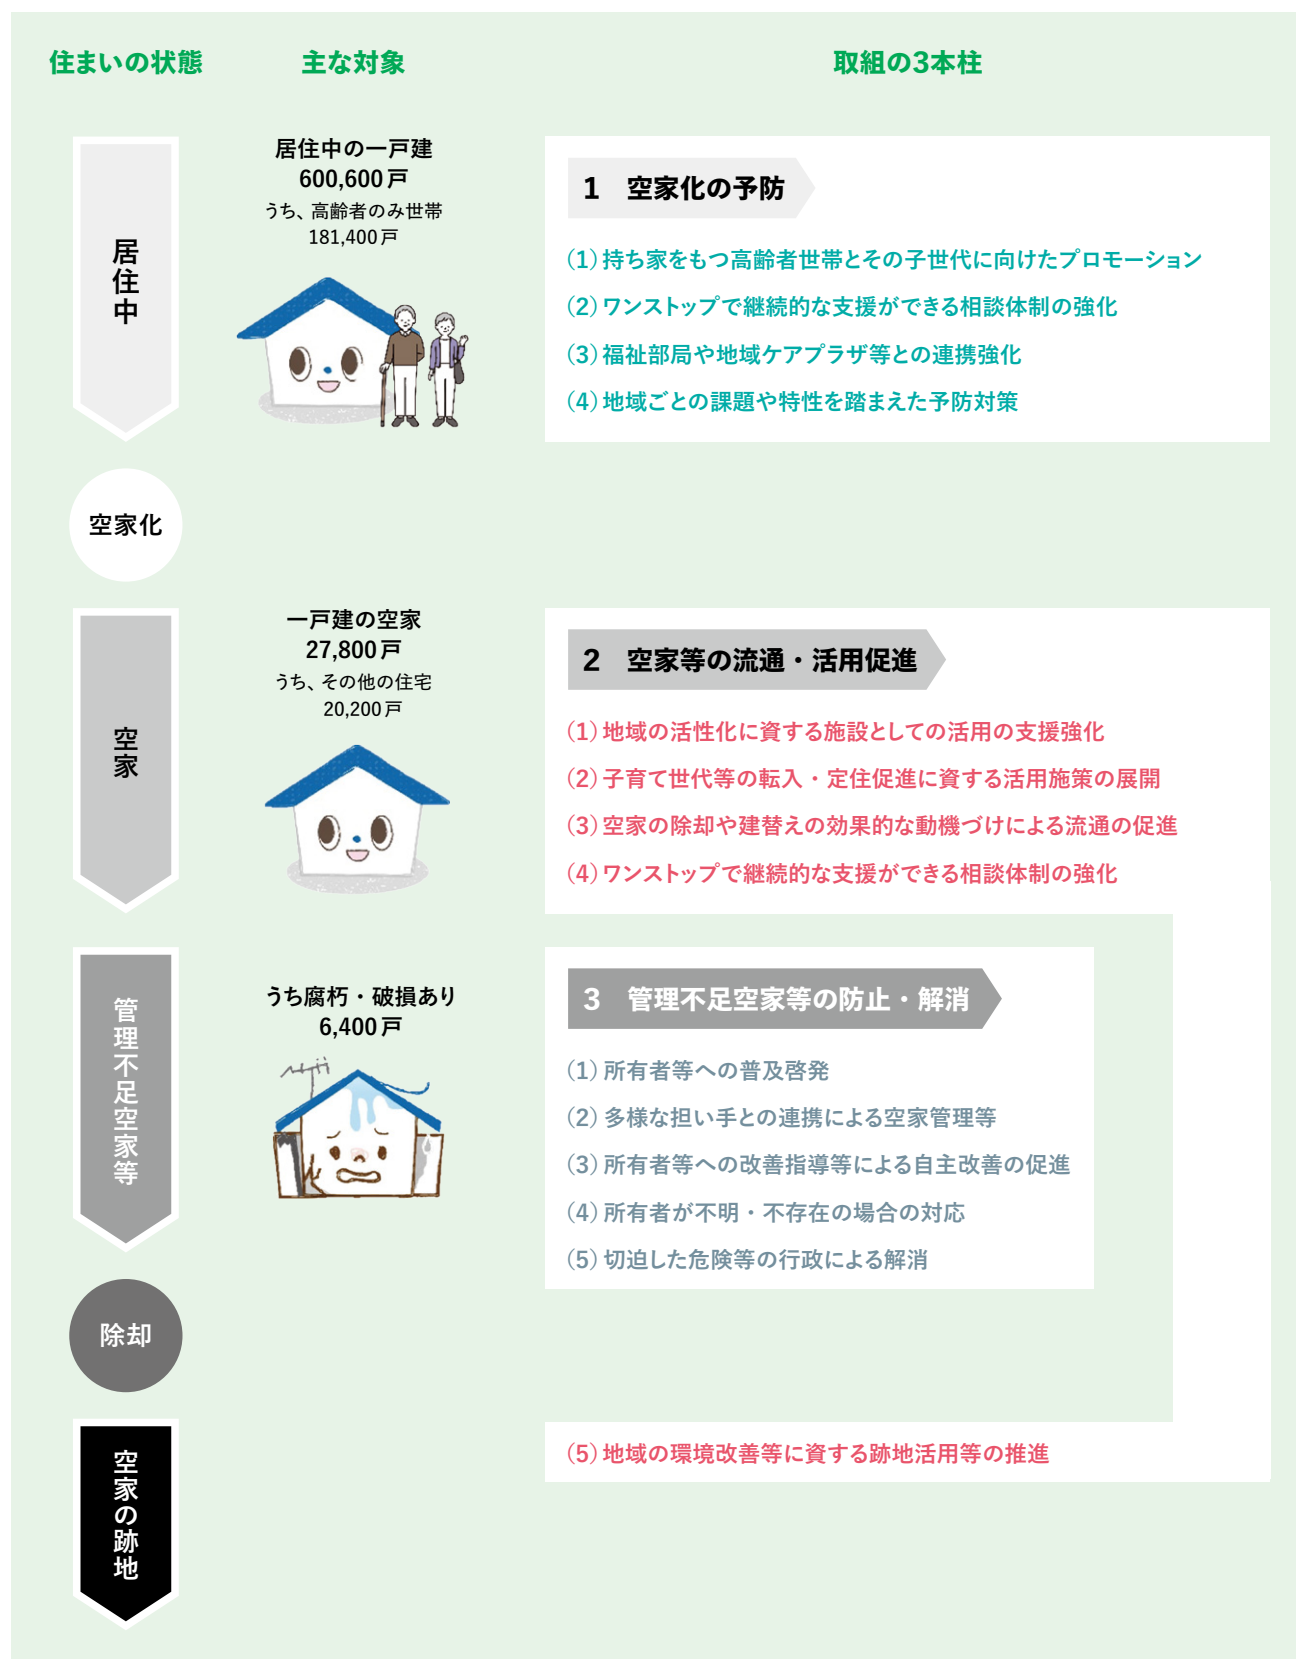 住まいの状態
主な対象
取組の3本柱
居住中
居住中の一戸建
600,600戸
うち、高齢者のみ世帯
181,400戸
1 空家化の予防
(1)持ち家をもつ高齢者世帯とその子世代に向けたプロモーション
(2)ワンストップで継続的な支援ができる相談体制の強化
(3)福祉部局や地域ケアプラザ等との連携強化
(4)地域ごとの課題や特性を踏まえた予防対策
空家化
空家
一戸建の空家
27,800戸
うち、その他の住宅
20,200戸
2 空家等の流通・活用促進
(1)地域の活性化に資する施設としての活用の支援強化
(2)子育て世代等の転入・定住促進に資する活用施策の展開
(3)空家の除却や建替えの効果的な動機づけによる流通の促進
(4)ワンストップで継続的な支援ができる相談体制の強化
管理不足空家等
うち腐朽・破損あり
6,400戸
3 管理不足空家等の防止・解消
(1)所有者等への普及啓発
(2)多様な担い手との連携による空家管理等
(3)所有者等への改善指導等による自主改善の促進
(4)所有者が不明・不存在の場合の対応
(5)切迫した危険等の行政による解消
除却
空家の跡地
(5)地域の環境改善等に資する跡地活用等の推進